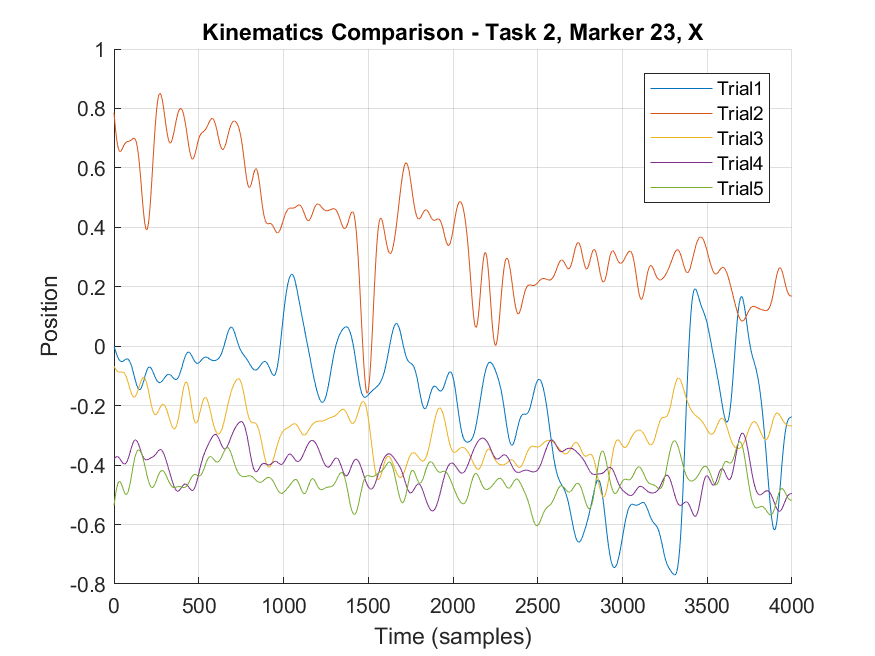 Kinematics Comparison - Task 2, Marker 23, X
1
0.8
0.6
0.4
0.2
0
-0.2
-0.4
-0.6
-0.8
Position
Trial1
Trial2
Trial3
Trial4
Trial5
0 500 1000 1500 2000 2500 3000 3500 4000
Time (samples)